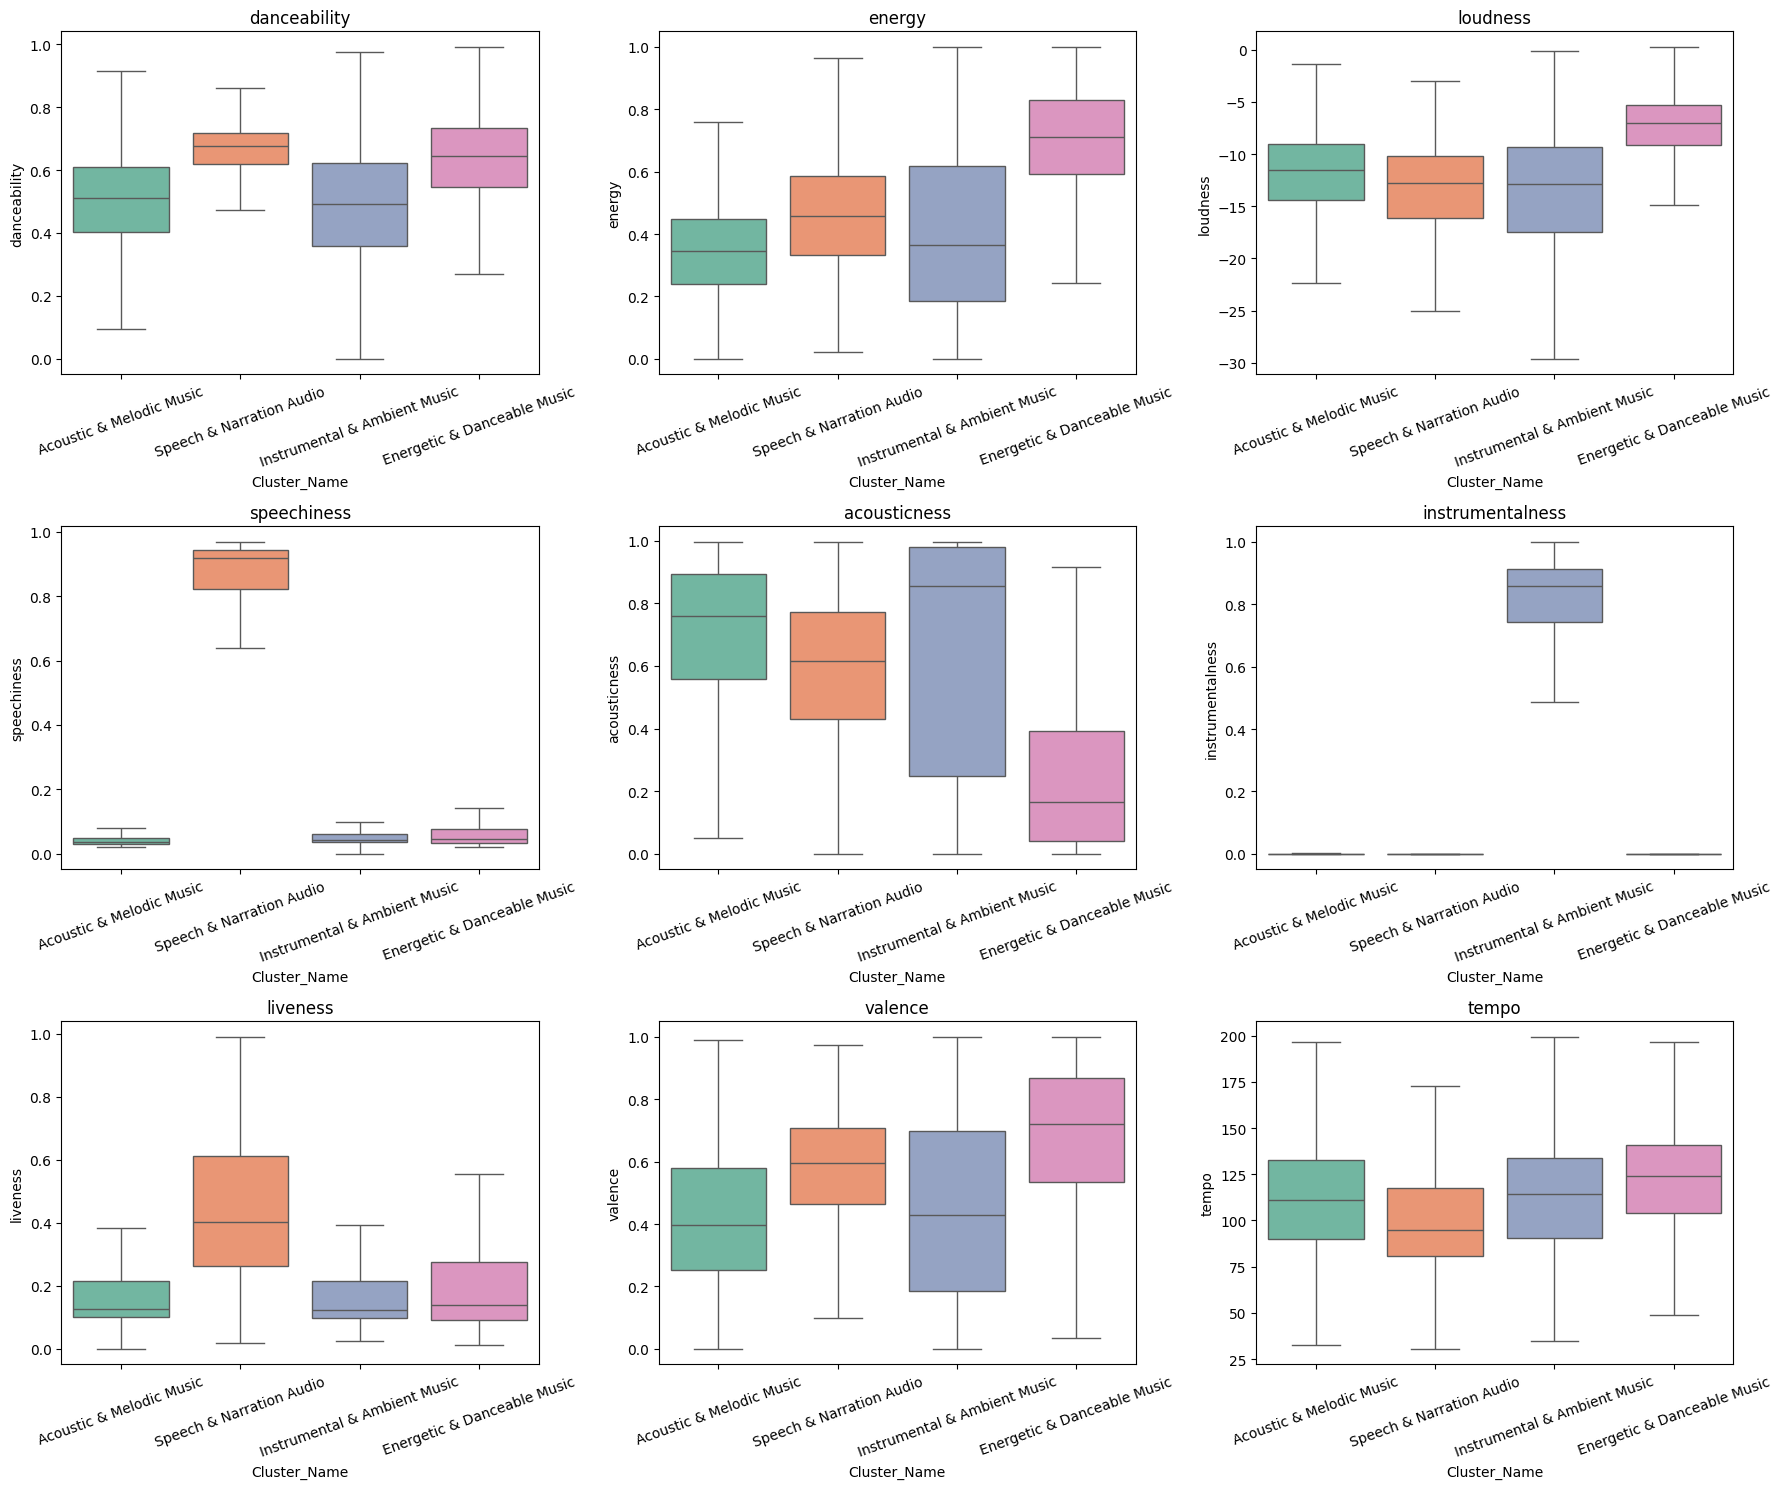 danceability
energy
loudness
danceability
1.0
0.8
0.6
0.4
0.2
0.0
Acoustic & Melodic Music
Speech & Narration Audio
Instrumental & Ambient Music
Energetic & Danceable Music
Cluster_Name
energy
1.0
0.8
0.6
0.4
0.2
0.0
Acoustic & Melodic Music
Speech & Narration Audio
Instrumental & Ambient Music
Energetic & Danceable Music
Cluster_Name
loudness
0
−5
−10
−15
−20
−25
−30
Acoustic & Melodic Music
Speech & Narration Audio
Instrumental & Ambient Music
Energetic & Danceable Music
Cluster_Name
speechiness
acousticness
instrumentalness
speechiness
1.0
0.8
0.6
0.4
0.2
0.0
Acoustic & Melodic Music
Speech & Narration Audio
Instrumental & Ambient Music
Energetic & Danceable Music
Cluster_Name
acousticness
1.0
0.8
0.6
0.4
0.2
0.0
Acoustic & Melodic Music
Speech & Narration Audio
Instrumental & Ambient Music
Energetic & Danceable Music
Cluster_Name
instrumentalness
1.0
0.8
0.6
0.4
0.2
0.0
Acoustic & Melodic Music
Speech & Narration Audio
Instrumental & Ambient Music
Energetic & Danceable Music
Cluster_Name
liveness
valence
tempo
liveness
1.0
0.8
0.6
0.4
0.2
0.0
Acoustic & Melodic Music
Speech & Narration Audio
Instrumental & Ambient Music
Energetic & Danceable Music
Cluster_Name
valence
1.0
0.8
0.6
0.4
0.2
0.0
Acoustic & Melodic Music
Speech & Narration Audio
Instrumental & Ambient Music
Energetic & Danceable Music
Cluster_Name
tempo
200
175
150
125
100
75
50
25
Acoustic & Melodic Music
Speech & Narration Audio
Instrumental & Ambient Music
Energetic & Danceable Music
Cluster_Name